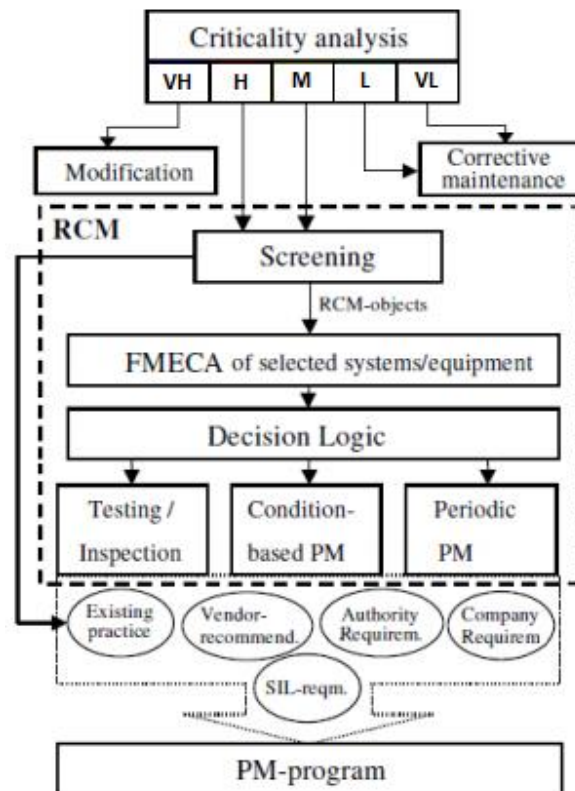 Criticality analysis
VH H M L VL
Modification
Corrective
maintenance
RCM
Screening
RCM-objects
FMECA of selected systems/equipment
Decision Logic
Testing /
Inspection
Condition-
based PM
Periodic
PM
Existing
practice
Vendor-
recommend.
Authority
Requirem.
Company
Requirem
SIL-reqm.
PM-program